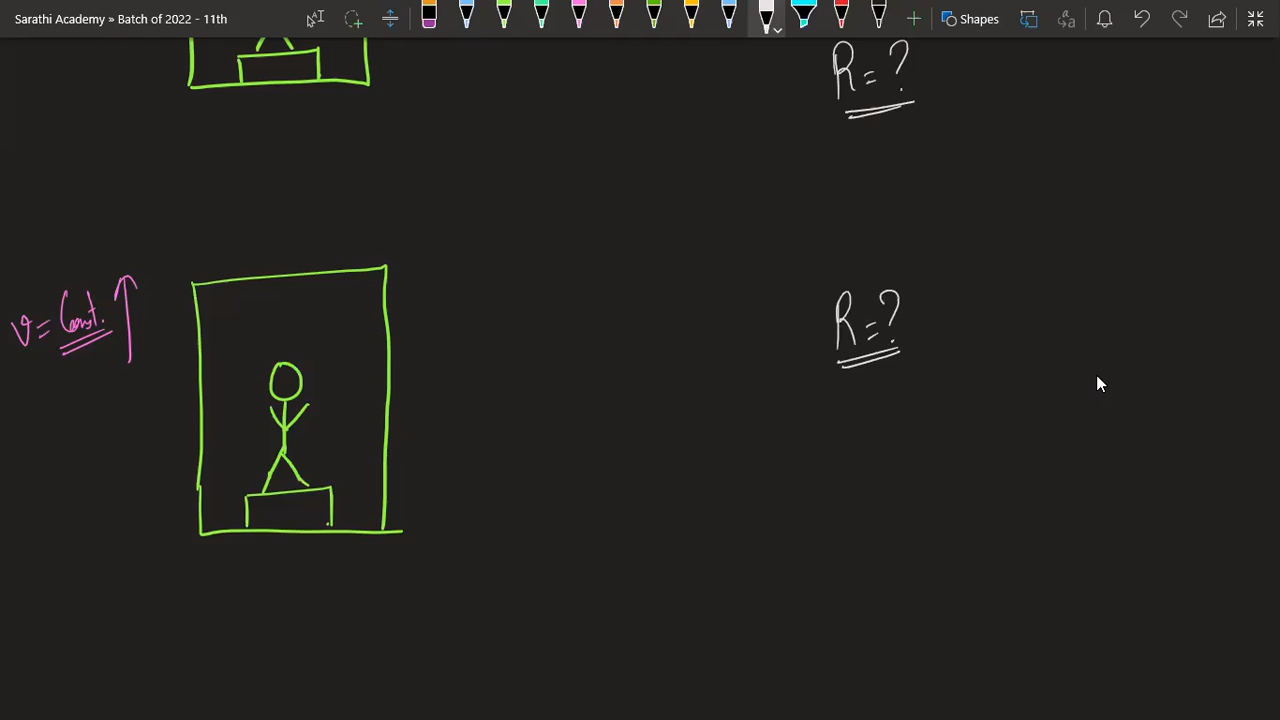 Sarathi Academy » Batch of 2022 - 11th
Shapes
R = ?
v = Const.
R = ?